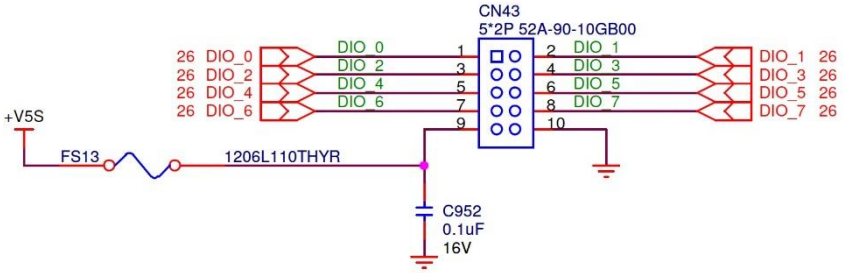 CN43
5*2P 52A-90-10GB00
26 DIO_0 DIO_0 1 2 DIO_1 DIO_1 26
26 DIO_2 DIO_2 3 4 DIO_3 DIO_3 26
26 DIO_4 DIO_4 5 6 DIO_5 DIO_5 26
26 DIO_6 DIO_6 7 8 DIO_7 DIO_7 26
+V5S
9 10
FS13 1206L110THYR
C952
0.1uF
16V